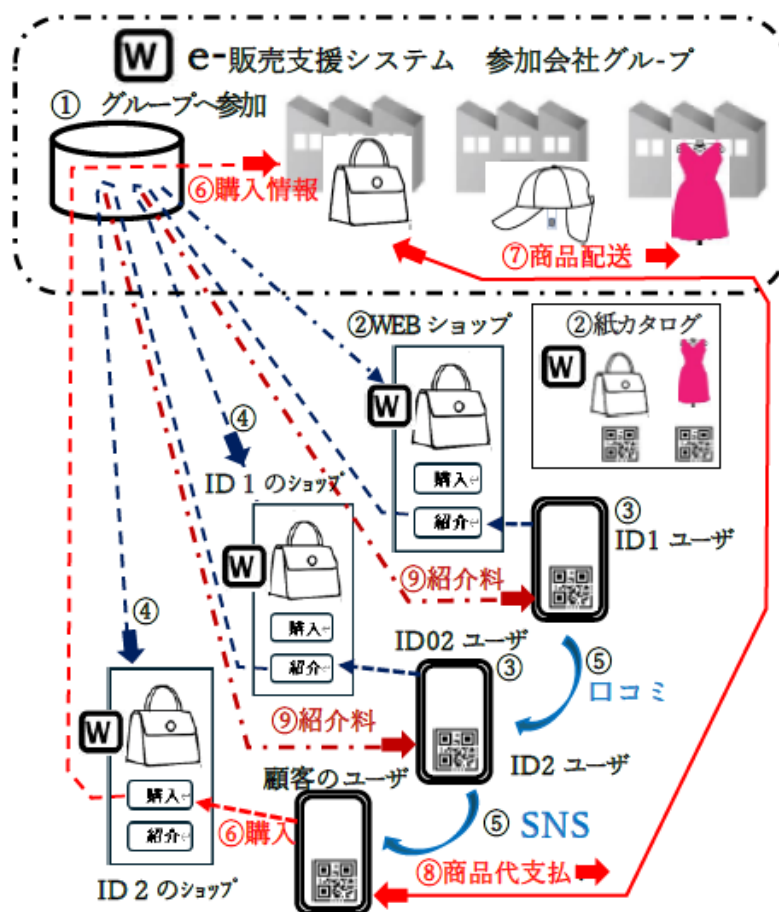 W e-販売支援システム 参加会社グル-プ
① グループへ参加
⑥購入情報
⑦商品配送
②WEBショップ
②紙カタログ
W
W
④
ID 1 のショップ
購入
紹介
③
ID1 ユーザ
W
⑨紹介料
購入
紹介
④
ID02 ユーザ
③
⑤
口コミ
W
⑨紹介料
ID2 ユーザ
顧客のユーザ
購入
⑥購入
⑤ SNS
紹介
⑧商品代支払
ID 2 のショップ